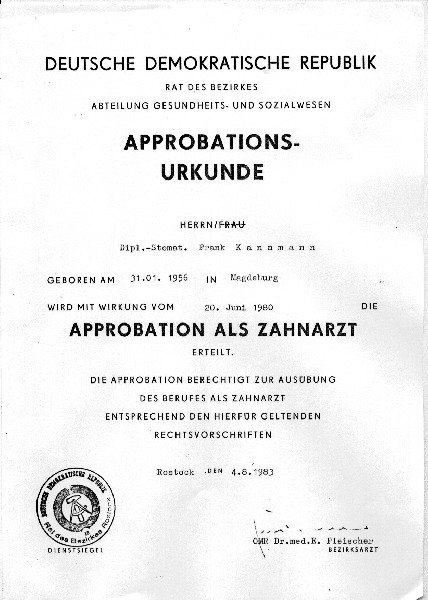 DEUTSCHE DEMOKRATISCHE REPUBLIK
RAT DES BEZIRKES
ABTEILUNG GESUNDHEITS- UND SOZIALWESEN
APPROBATIONS-
URKUNDE
HERRN/FRAU
Dipl.-Stomat. Frank K a n n m a n n
GEBOREN AM 31.01. 1956 IN Magdeburg
WIRD MIT WIRKUNG VOM 20. Juni 1980 DIE
APPROBATION ALS ZAHNARZT
ERTEILT.
DIE APPROBATION BERECHTIGT ZUR AUSÜBUNG
DES BERUFES ALS ZAHNARZT
ENTSPRECHEND DEN HIERFÜR GELTENDEN
RECHTSVORSCHRIFTEN
Rostock ,DEN 4.8.1983
DEUTSCHE DEMOKRATISCHE REPUBLIK
Rat des Bezirkes Rostock
DIENSTSIEGEL
OMR Dr.med.K. Fleischer
BEZIRKSARZT